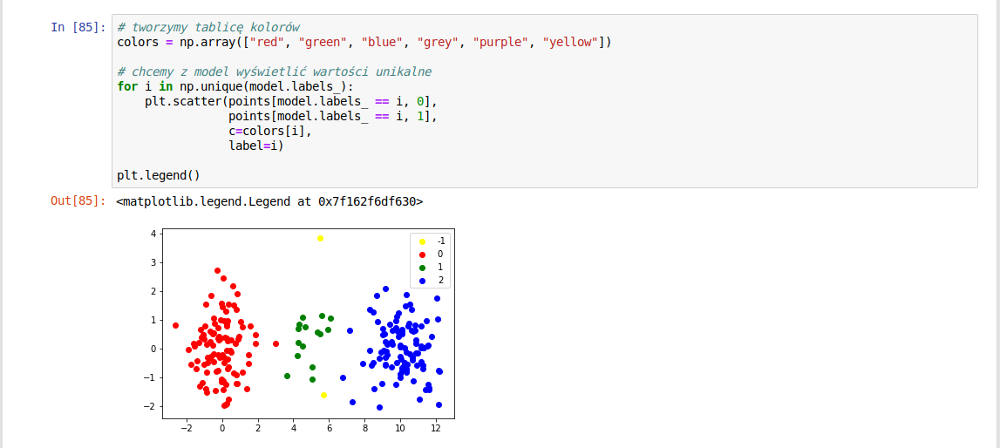 In [85]: # tworzymy tablicę kolorów
colors = np.array(["red", "green", "blue", "grey", "purple", "yellow"])
# chcemy z model wyświetlić wartości unikalne
for i in np.unique(model.labels_):
    plt.scatter(points[model.labels_ == i, 0],
                points[model.labels_ == i, 1],
                c=colors[i],
                label=i)
plt.legend()
Out[85]: <matplotlib.legend.Legend at 0x7f162f6df630>
4
3
2
1
0
−1
−2
−2 0 2 4 6 8 10 12
-1
0
1
2